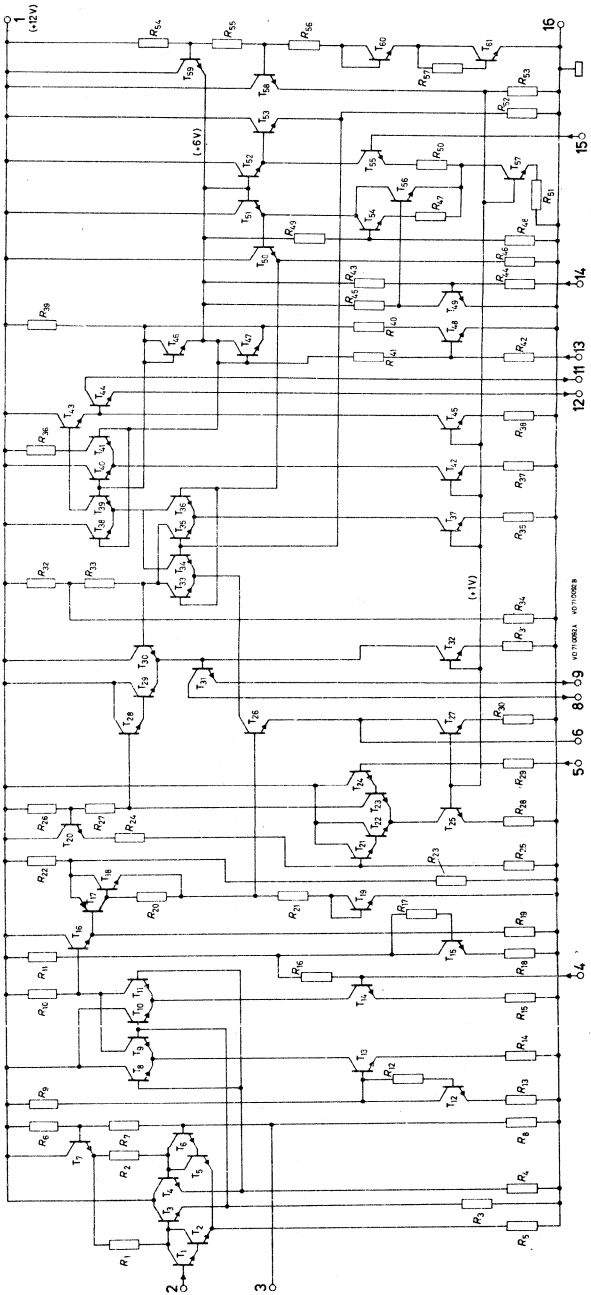 1
(+12V)
2
3
R1
T1
T2
R5
T7
R6
R2
R7
T3
T4
T5
T6
R3
R4
R8
R9
T8
T9
T10
T11
T13
R12
T12
R13
R14
R10
R11
T14
R15
R16
4
T16
T15
R17
R18
R19
R22
T17
T18
R20
R21
T19
R23
T20
R26
R27
R24
R25
T21
T22
T23
T24
T25
R28
R29
5
T28
T26
T27
R30
6
T29
T30
T31
8
9
T32
R31
R32
R33
R34
VD 710092A
VD 710092B
T33
T34
T35
T36
T37
R35
T38
T39
T40
T41
R36
T42
R37
T43
T44
T45
R38
12
11
(+1V)
R39
T46
T47
R40
R41
T48
R42
13
R43
R45
T49
R44
14
R46
R48
(+6V)
T50
T51
T52
T53
R49
T54
T56
R47
T55
R50
T57
R51
15
R52
R53
R54
R55
R56
T59
T58
T60
R57
T61
16